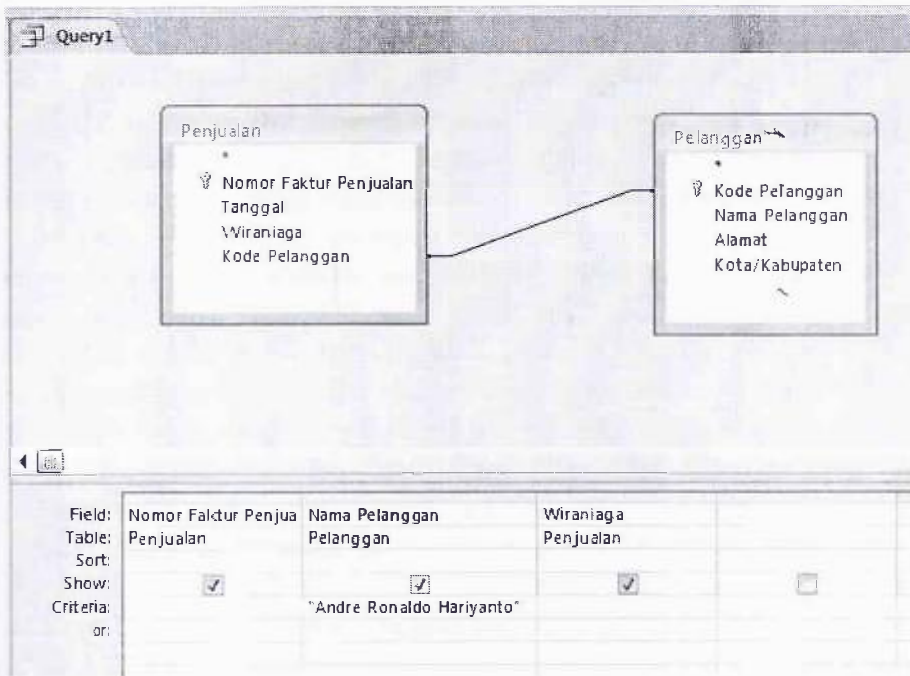 Query1
Penjualan
*
Nomor Faktur Penjualan
Tanggal
Wiraniaga
Kode Pelanggan
Pelanggan
*
Kode Pelanggan
Nama Pelanggan
Alamat
Kota/Kabupaten
Field: Nomor Faktur Penjua Nama Pelanggan Wiraniaga
Table: Penjualan Pelanggan Penjualan
Sort:
Show:
Criteria: "Andre Ronaldo Hariyanto"
or: